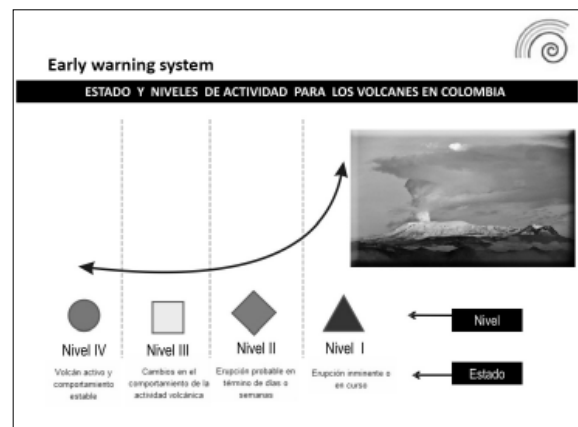 Early warning system
ESTADO Y NIVELES DE ACTIVIDAD PARA LOS VOLCANES EN COLOMBIA
Nivel IV
Nivel III
Nivel II
Nivel I
Nivel
Volcán activo y
comportamiento
estable
Cambios en el
comportamiento de la
actividad volcánica
Erupción probable en
término de días o
semanas
Erupción inminente o
en curso
Estado